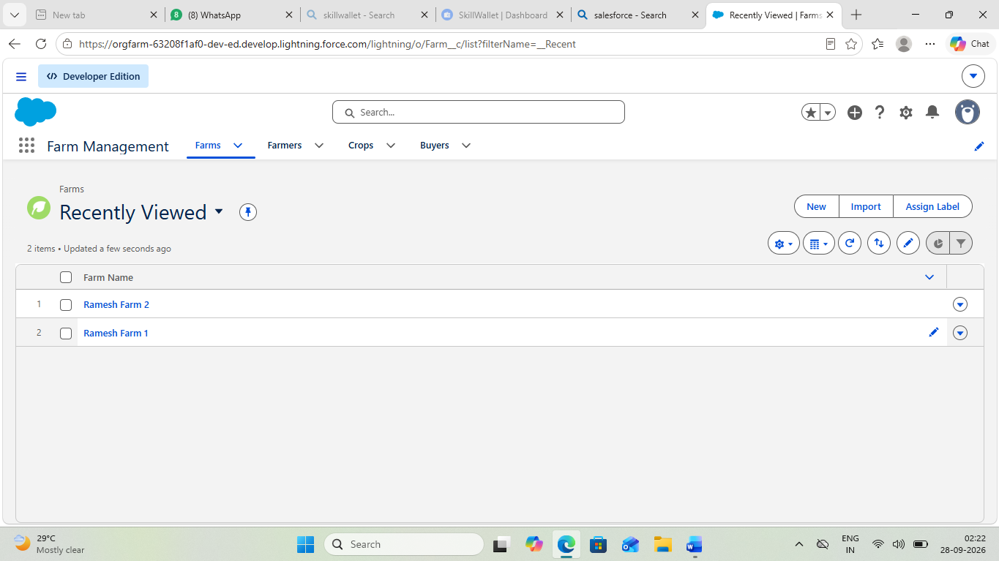 New tab
(8) WhatsApp
skillwallet - Search
SkillWallet | Dashboard
salesforce - Search
Recently Viewed | Farms
https://orgfarm-63208f1af0-dev-ed.develop.lightning.force.com/lightning/o/Farm__c/list?filterName=__Recent
Chat
Developer Edition
Search...
Farm Management
Farms
Farmers
Crops
Buyers
Farms
Recently Viewed
New
Import
Assign Label
2 items • Updated a few seconds ago
Farm Name
1
Ramesh Farm 2
2
Ramesh Farm 1
29°C
Mostly clear
Search
ENG
IN
02:22
28-09-2026